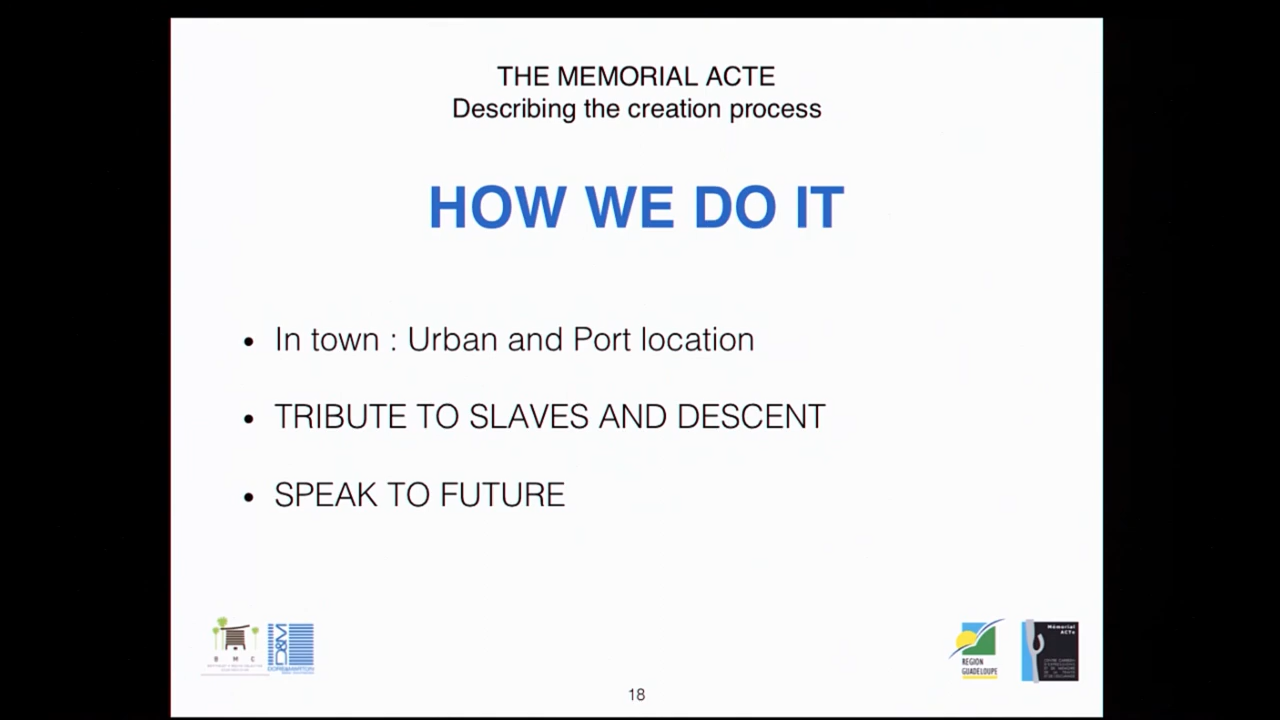 THE MEMORIAL ACTE
Describing the creation process
HOW WE DO IT
• In town : Urban and Port location
• TRIBUTE TO SLAVES AND DESCENT
• SPEAK TO FUTURE
B M C
D&M
REGION
GUADELOUPE
Mémorial
ACTe
18